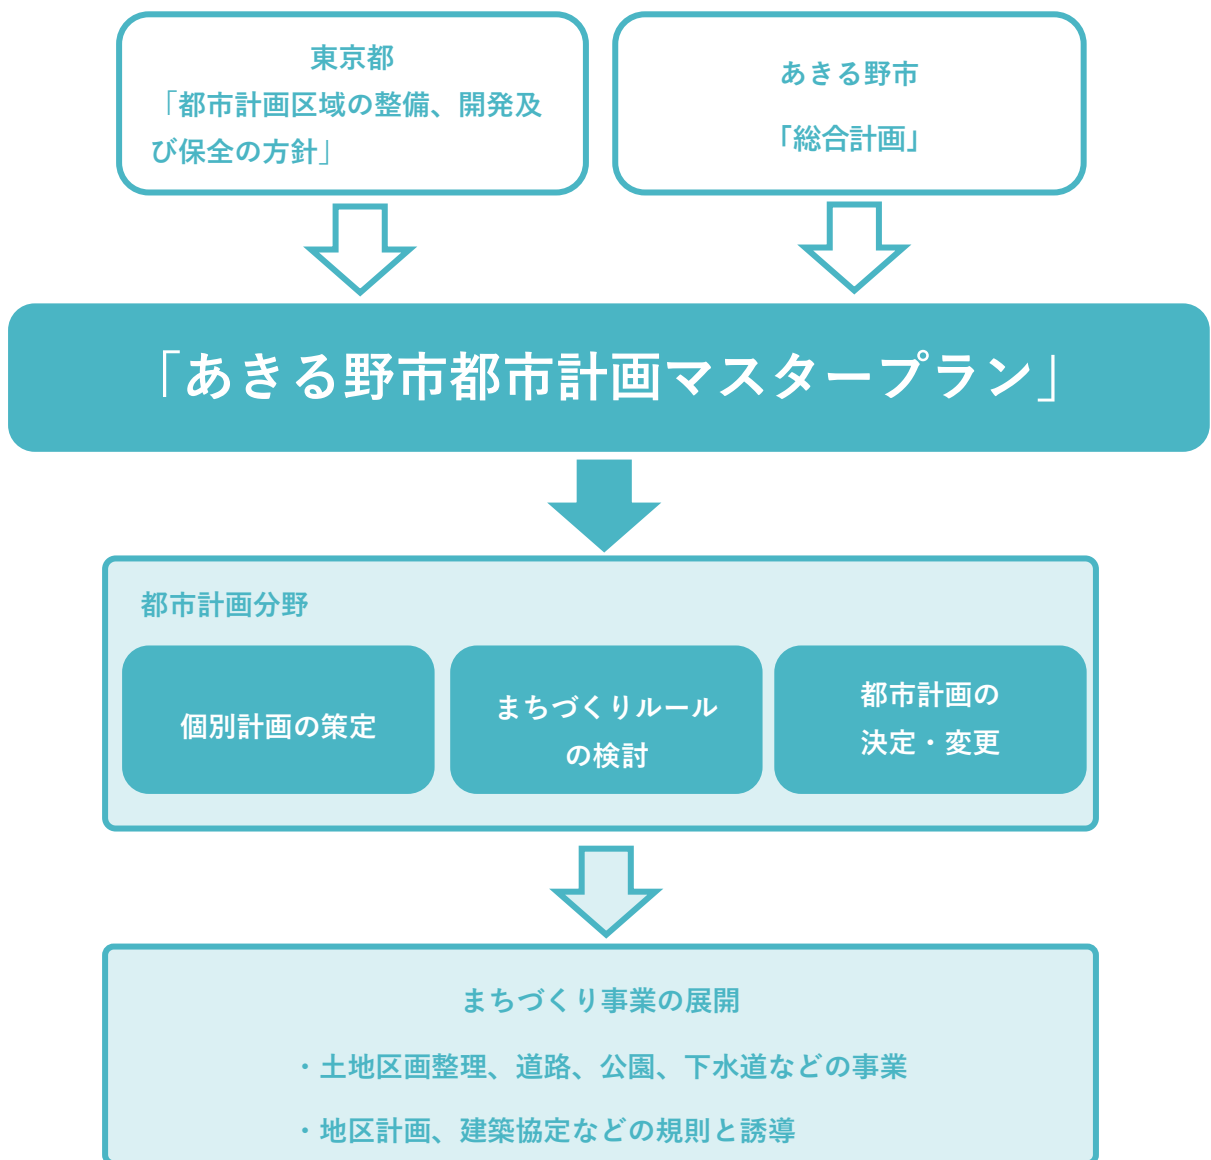 東京都
「都市計画区域の整備、開発及
び保全の方針」
あきる野市
「総合計画」
「あきる野市都市計画マスタープラン」
都市計画分野
個別計画の策定
まちづくりルール
の検討
都市計画の
決定・変更
まちづくり事業の展開
・土地区画整理、道路、公園、下水道などの事業
・地区計画、建築協定などの規則と誘導